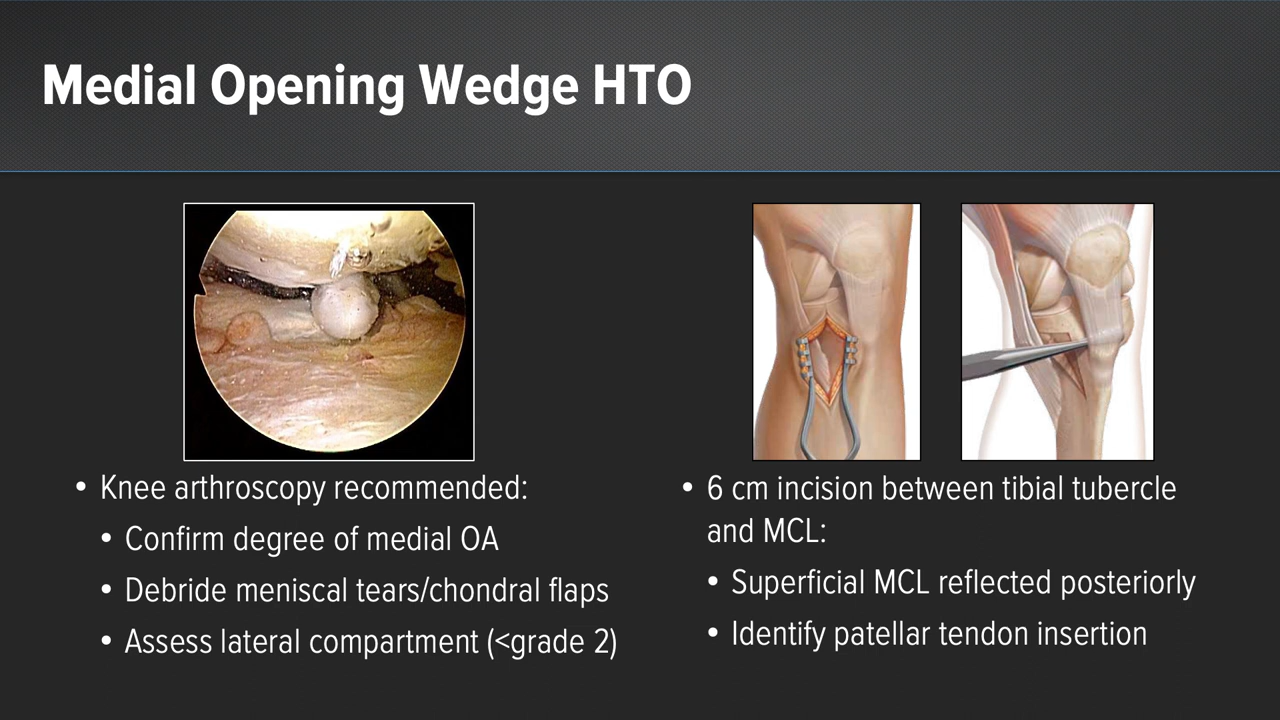 Medial Opening Wedge HTO
• Knee arthroscopy recommended:
• Confirm degree of medial OA
• Debride meniscal tears/chondral flaps
• Assess lateral compartment (<grade 2)
• 6 cm incision between tibial tubercle
and MCL:
• Superficial MCL reflected posteriorly
• Identify patellar tendon insertion